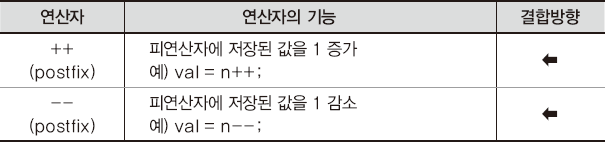 연산자 연산자의 기능 결합방향
++ 피연산자에 저장된 값을 1 증가
(postfix) 예) val = n++; ⬅
−− 피연산자에 저장된 값을 1 감소
(postfix) 예) val = n−−; ⬅